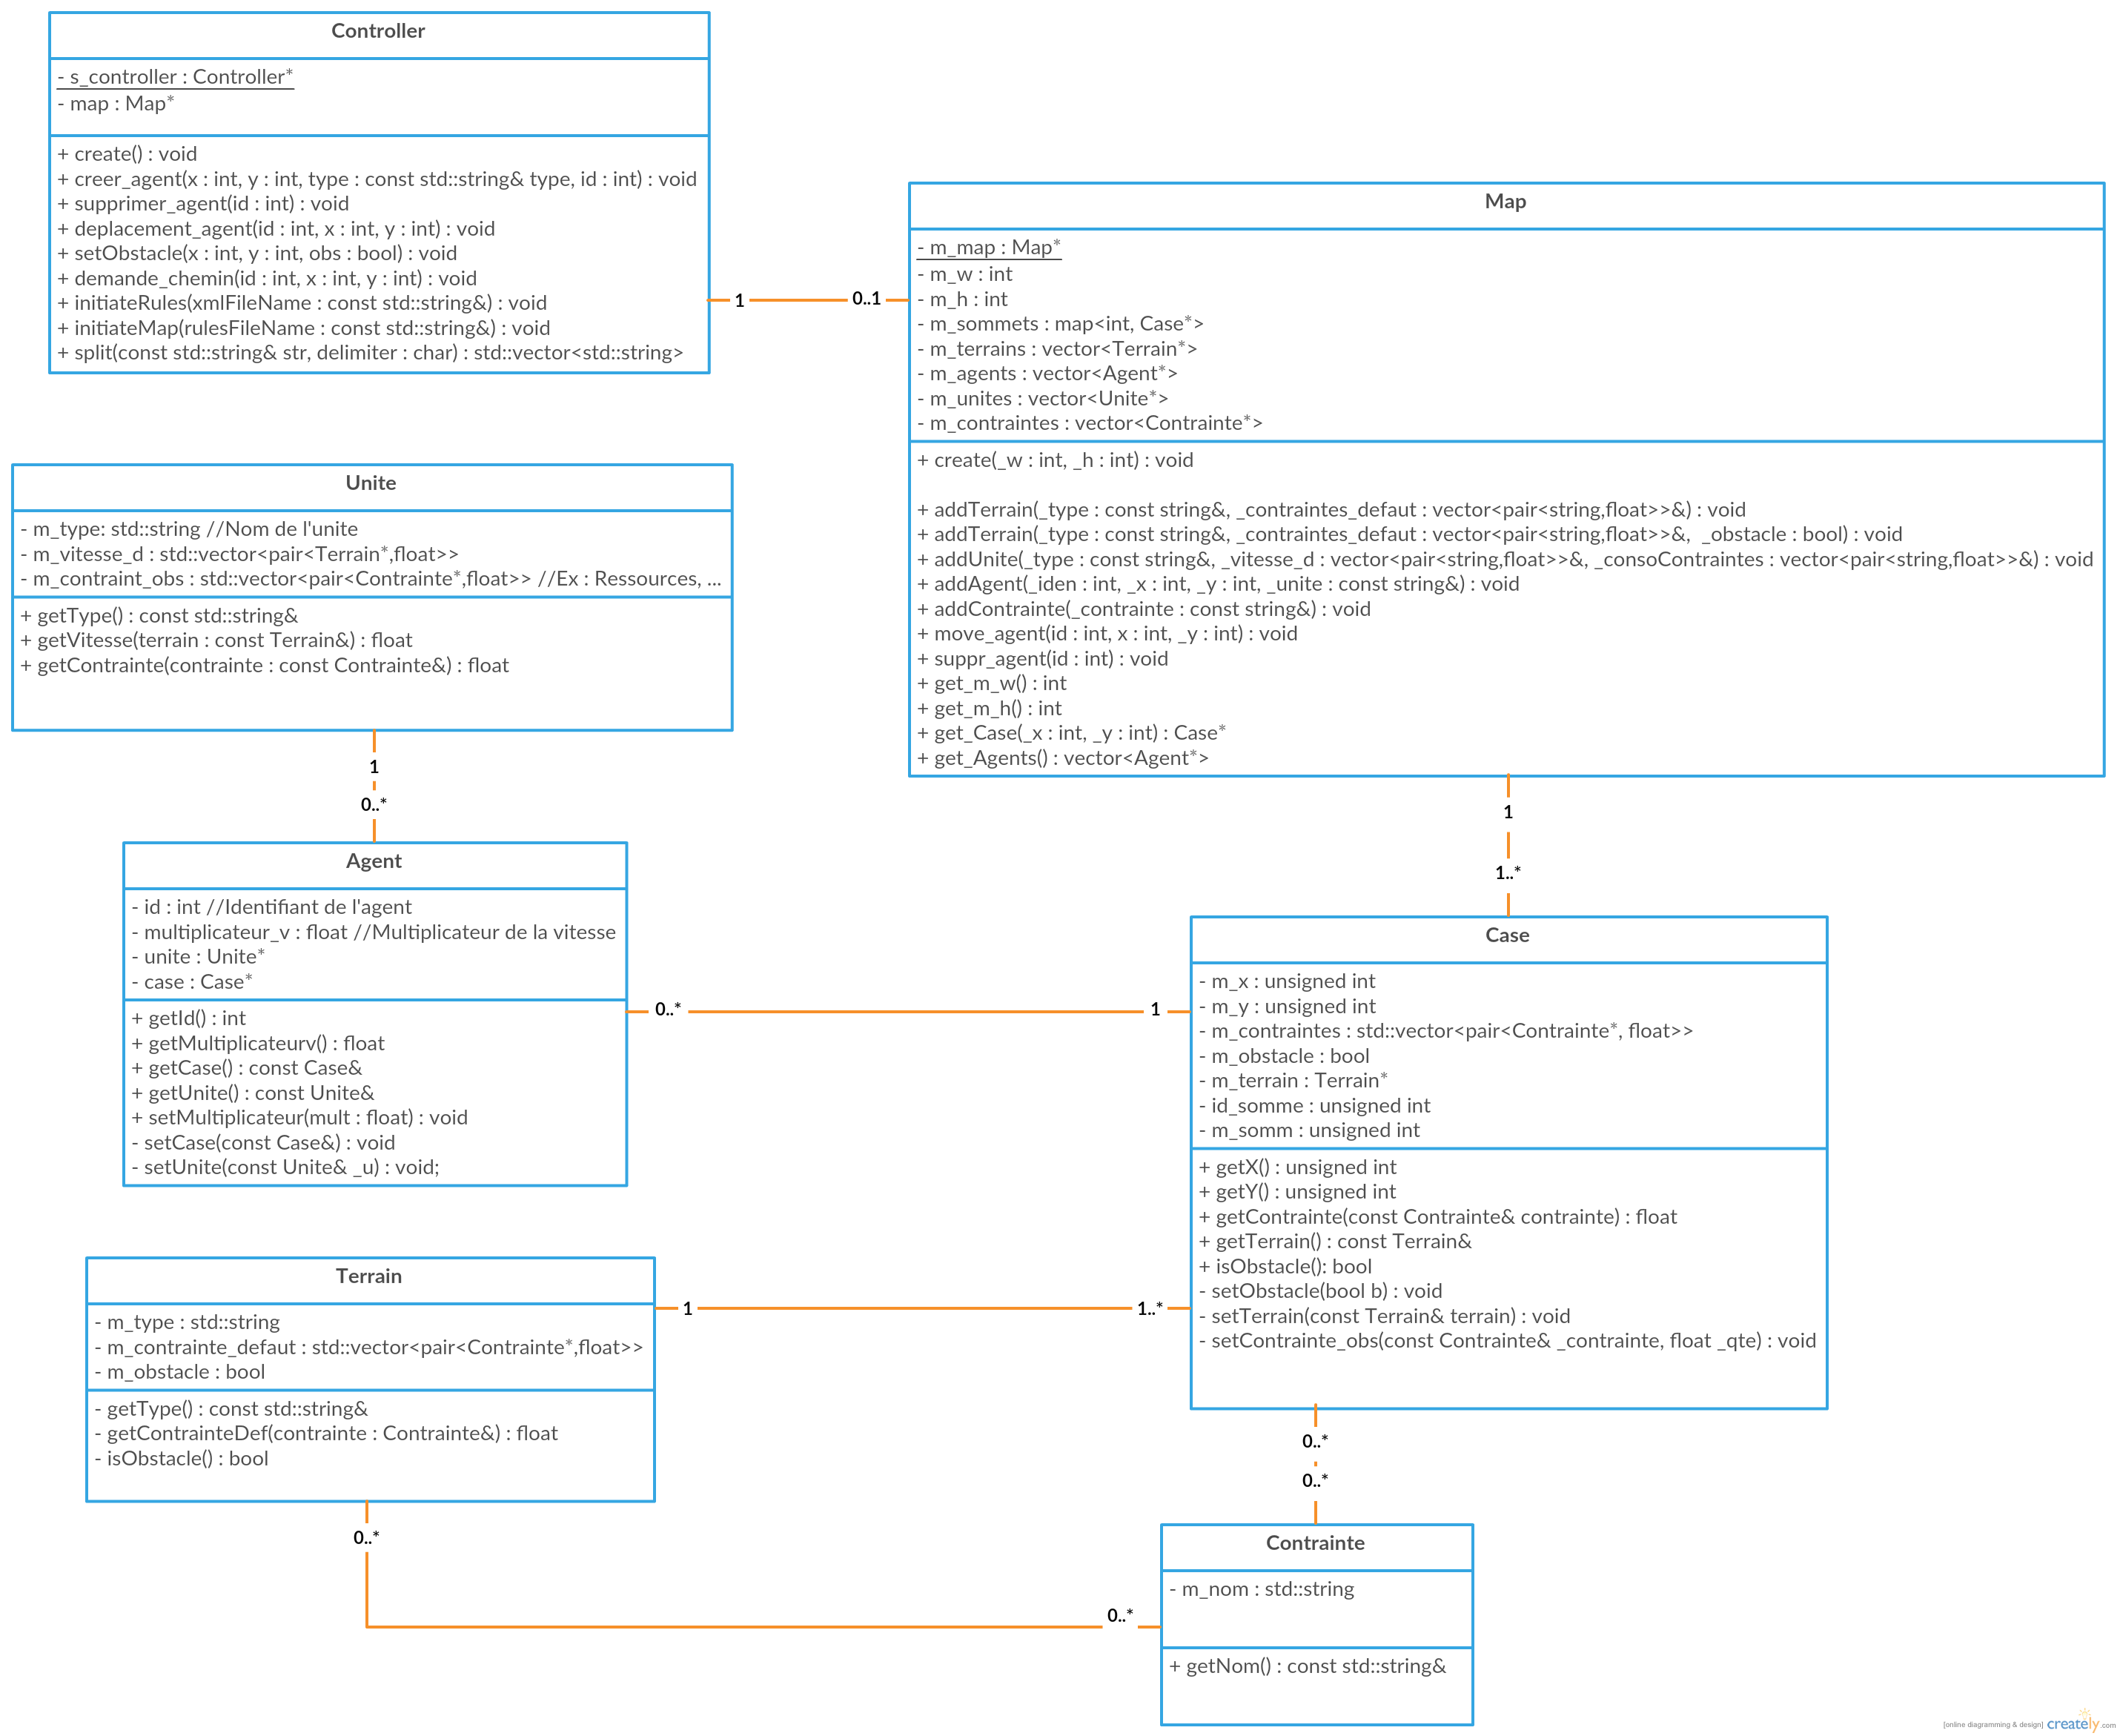 Controller
- s_controller : Controller*
- map : Map*
+ create() : void
+ creer_agent(x : int, y : int, type : const std::string& type, id : int) : void
+ supprimer_agent(id : int) : void
+ deplacement_agent(id : int, x : int, y : int) : void
+ setObstacle(x : int, y : int, obs : bool) : void
+ demande_chemin(id : int, x : int, y : int) : void
+ initiateRules(xmlFileName : const std::string&) : void
+ initiateMap(rulesFileName : const std::string&) : void
+ split(const std::string& str, delimiter : char) : std::vector<std::string>
1
0..1
Map
- m_map : Map*
- m_w : int
- m_h : int
- m_sommets : map<int, Case*>
- m_terrains : vector<Terrain*>
- m_agents : vector<Agent*>
- m_unites : vector<Unite*>
- m_contraintes : vector<Contrainte*>
+ create(_w : int, _h : int) : void
+ addTerrain(_type : const string&, _contraintes_defaut : vector<pair<string,float>>&) : void
+ addTerrain(_type : const string&, _contraintes_defaut : vector<pair<string,float>>&,  _obstacle : bool) : void
+ addUnite(_type : const string&, _vitesse_d : vector<pair<string,float>>&, _consoContraintes : vector<pair<string,float>>&) : void
+ addAgent(_iden : int, _x : int, _y : int, _unite : const string&) : void
+ addContrainte(_contrainte : const string&) : void
+ move_agent(id : int, x : int, _y : int) : void
+ suppr_agent(id : int) : void
+ get_m_w() : int
+ get_m_h() : int
+ get_Case(_x : int, _y : int) : Case*
+ get_Agents() : vector<Agent*>
Unite
- m_type: std::string //Nom de l'unite
- m_vitesse_d : std::vector<pair<Terrain*,float>>
- m_contraint_obs : std::vector<pair<Contrainte*,float>> //Ex : Ressources, ...
+ getType() : const std::string&
+ getVitesse(terrain : const Terrain&) : float
+ getContrainte(contrainte : const Contrainte&) : float
1
0..*
1
1..*
Agent
- id : int //Identifiant de l'agent
- multiplicateur_v : float //Multiplicateur de la vitesse
- unite : Unite*
- case : Case*
+ getId() : int
+ getMultiplicateurv() : float
+ getCase() : const Case&
+ getUnite() : const Unite&
+ setMultiplicateur(mult : float) : void
- setCase(const Case&) : void
- setUnite(const Unite& _u) : void;
0..*
1
Case
- m_x : unsigned int
- m_y : unsigned int
- m_contraintes : std::vector<pair<Contrainte*, float>>
- m_obstacle : bool
- m_terrain : Terrain*
- id_somme : unsigned int
- m_somm : unsigned int
+ getX() : unsigned int
+ getY() : unsigned int
+ getContrainte(const Contrainte& contrainte) : float
+ getTerrain() : const Terrain&
+ isObstacle(): bool
- setObstacle(bool b) : void
- setTerrain(const Terrain& terrain) : void
- setContrainte_obs(const Contrainte& _contrainte, float _qte) : void
Terrain
- m_type : std::string
- m_contrainte_defaut : std::vector<pair<Contrainte*,float>>
- m_obstacle : bool
- getType() : const std::string&
- getContrainteDef(contrainte : Contrainte&) : float
- isObstacle() : bool
1
1..*
0..*
0..*
0..*
0..*
Contrainte
- m_nom : std::string
+ getNom() : const std::string&
[online diagramming & design] creately.com